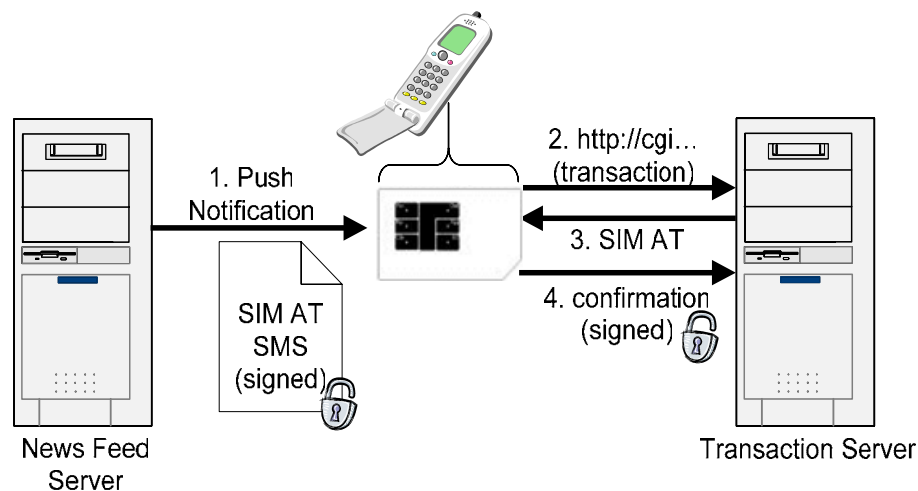 1. Push
Notification
SIM AT
SMS
(signed)
2. http://cgi...
(transaction)
3. SIM AT
4. confirmation
(signed)
News Feed
Server
Transaction Server